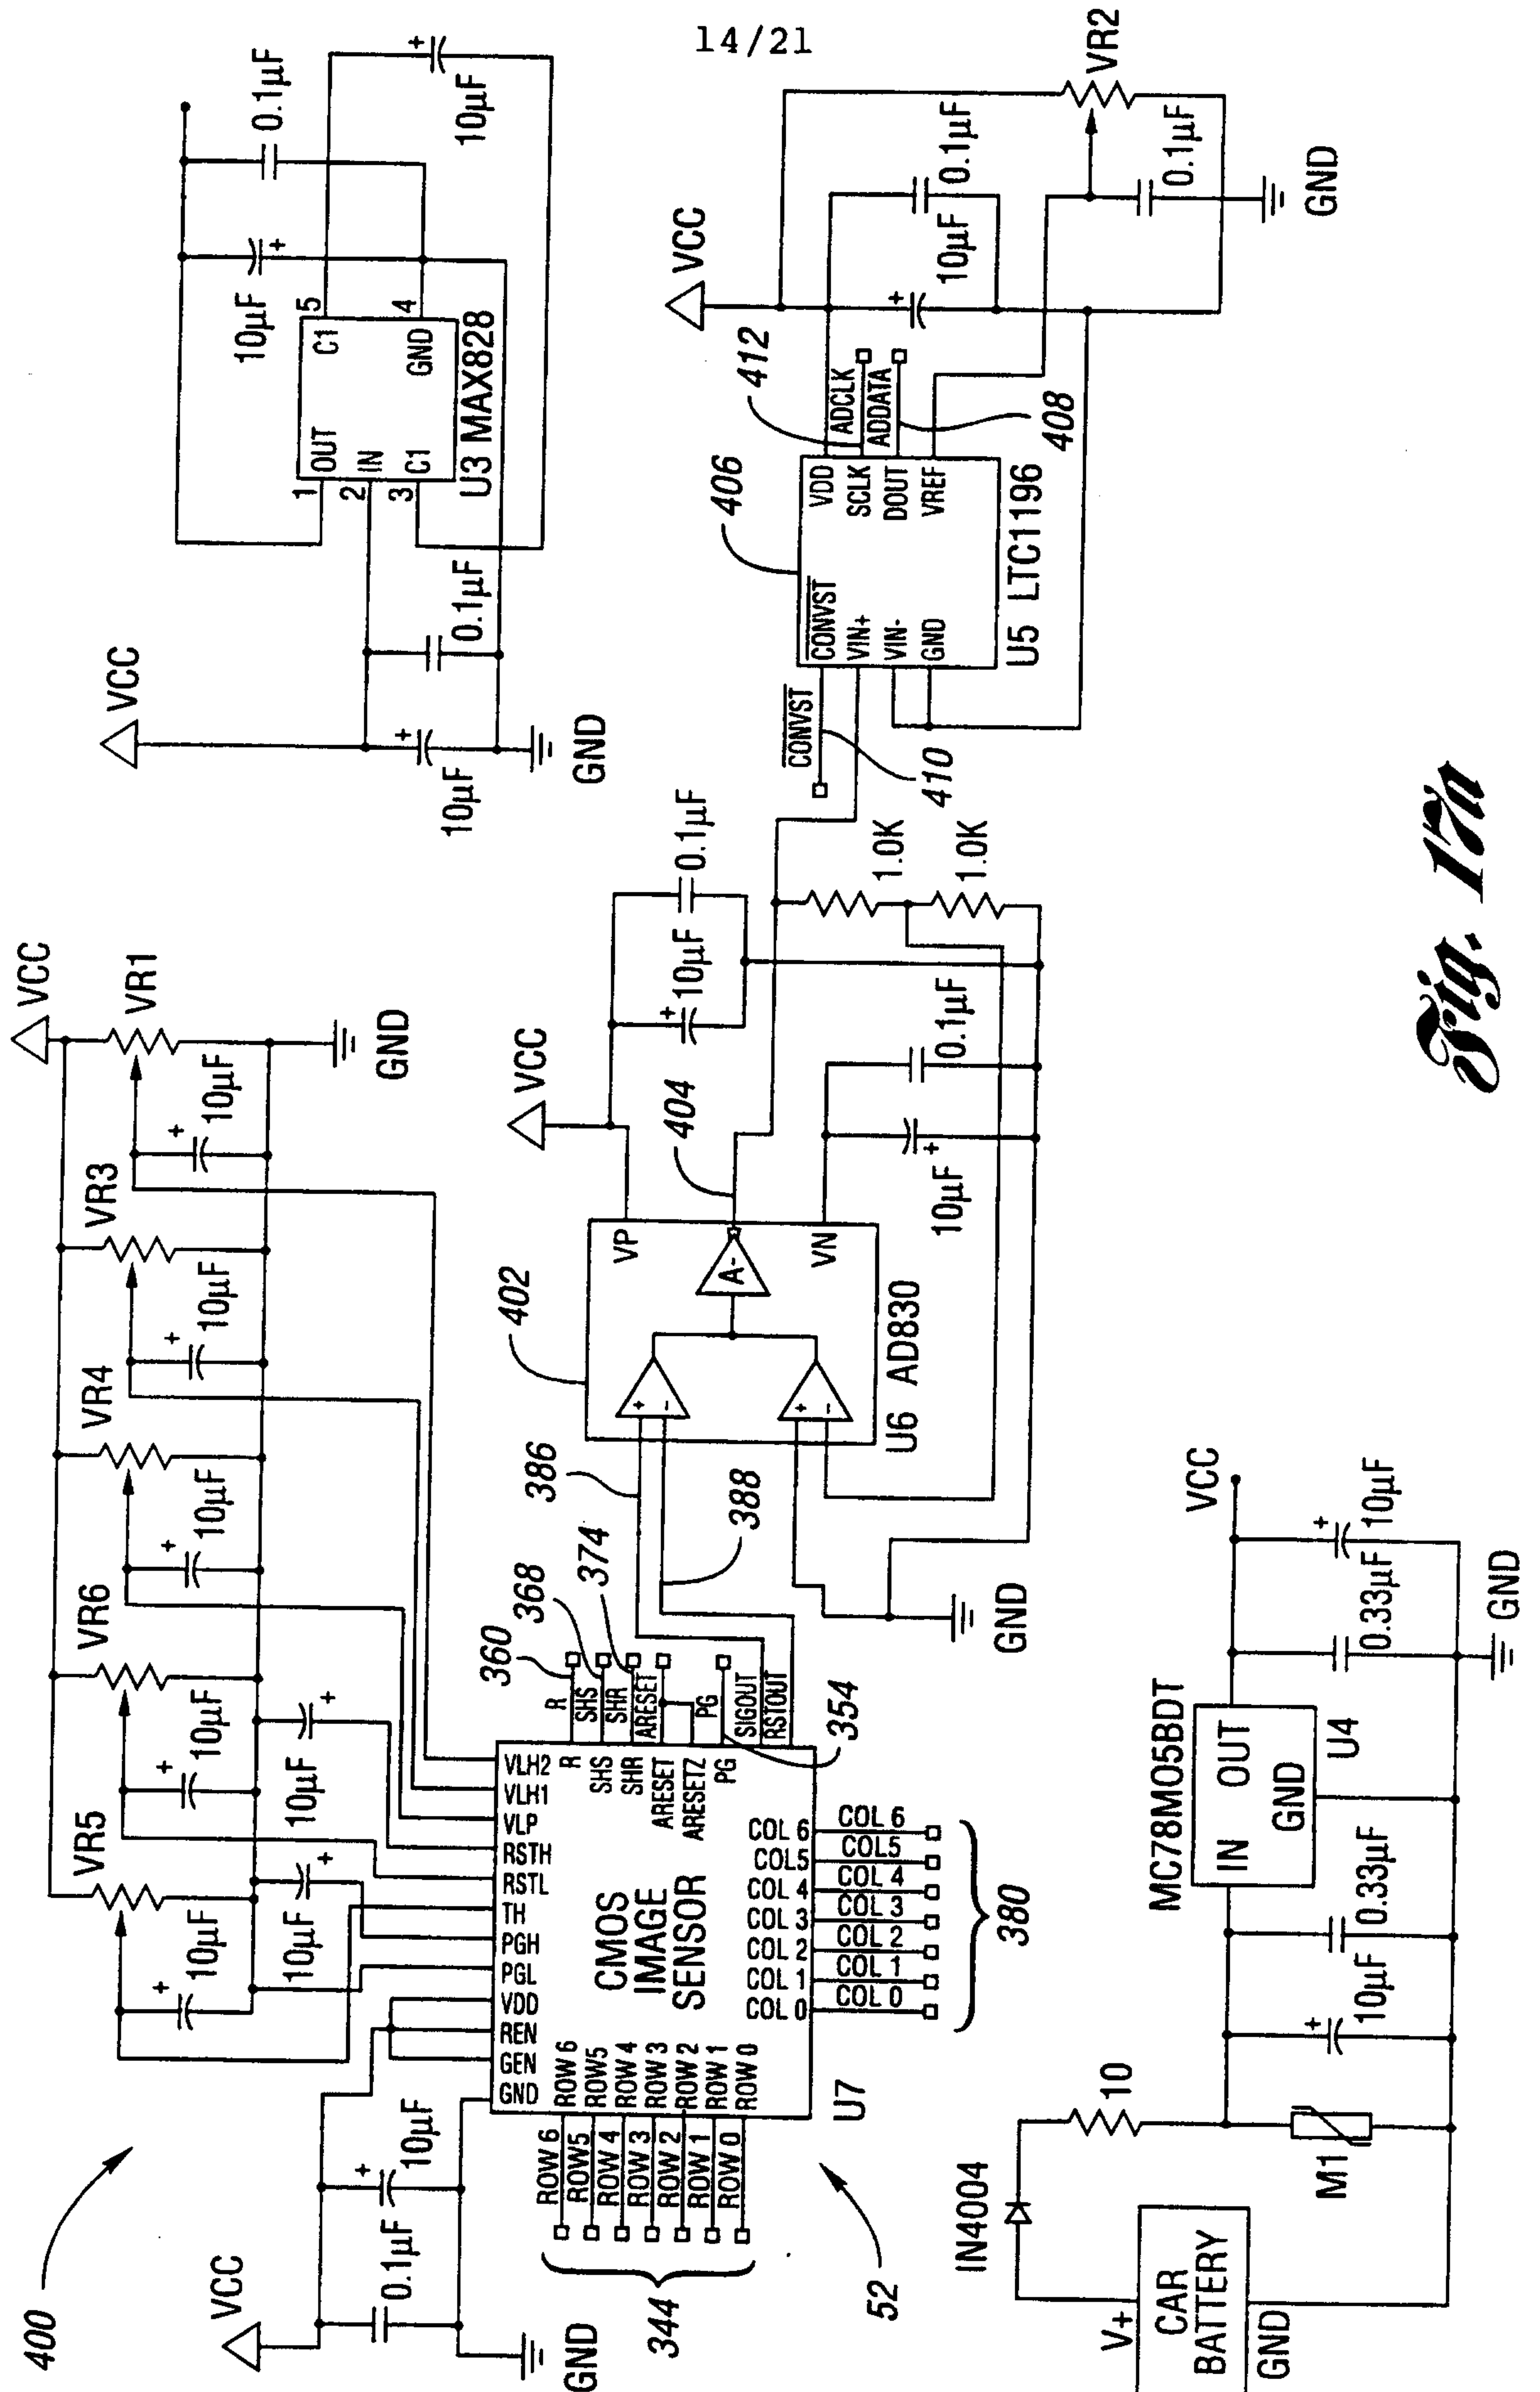 14/21
400
VCC
0.1µF
10µF
GND
VR5
10µF
10µF
VR6
10µF
10µF
VR4
10µF
VR3
10µF
VR1
10µF
VCC
GND
VLH2
VLH1
VLP
RSTH
RSTL
TH
PGH
PGL
VDD
REN
GEN
GND
CMOS
IMAGE
SENSOR
R
SHS
SHR
ARESET
ARESETZ
PG
R
SHS
SHR
ARESET
PG
SIGOUT
RSTOUT
360
368
374
354
ROW 6
ROW5
ROW 4
ROW 3
ROW 2
ROW 1
ROW 0
ROW 6
ROW5
ROW 4
ROW 3
ROW 2
ROW 1
ROW 0
344
COL 6
COL5
COL 4
COL 3
COL 2
COL 1
COL 0
COL 6
COL5
COL 4
COL 3
COL 2
COL 1
COL 0
380
U7
52
386
388
402
VP
VN
A-
+
-
+
-
U6 AD830
404
VCC
10µF
0.1µF
10µF
0.1µF
1.0K
1.0K
GND
VCC
10µF
0.1µF
GND
1 OUT
2 IN
3 C1
C1 5
GND 4
U3 MAX828
10µF
0.1µF
10µF
CONVST
410
406
CONVST
VIN+
VIN-
GND
VDD
SCLK
DOUT
VREF
U5 LTC1196
ADCLK
ADDATA
412
408
VCC
10µF
0.1µF
VR2
0.1µF
GND
CAR
BATTERY
V+
GND
IN4004
10
M1
10µF
0.33µF
MC78MO5BDT
IN OUT
GND
U4
0.33µF
10µF
VCC
GND
Fig. 17a